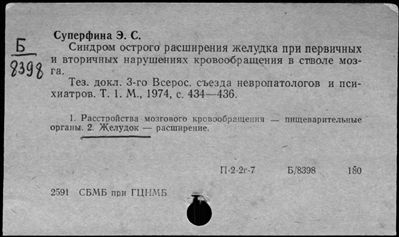 Суперфина Э. С.
Б
8398
Синдром острого расширения желудка при первичных
и вторичных нарушениях кровообращения в стволе моз-
га.
Тез. докл. 3-го Всерос. съезда невропатологов и пси-
хиатров. Т. 1. М., 1974, с. 434—436.
1. Расстройства мозгового кровообращения — пищеварительные
органы. 2. Желудок — расширение.
П-2-2г-7 Б/8398 180
2591 СБМБ при ГЦНМБ